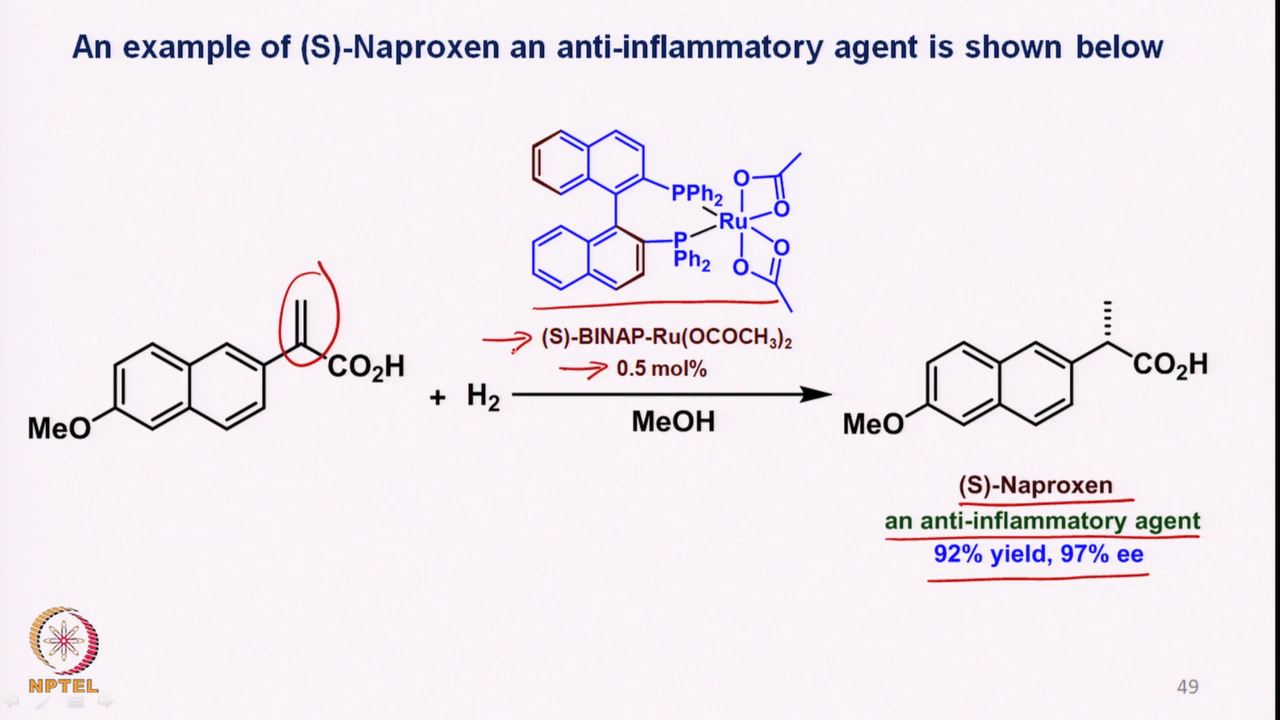 An example of (S)-Naproxen an anti-inflammatory agent is shown below
PPh₂
P
Ph₂
Ru
O
O
O
O
(S)-BINAP-Ru(OCOCH₃)₂
0.5 mol%
MeOH
MeO
CO₂H
+ H₂
MeO
CO₂H
(S)-Naproxen
an anti-inflammatory agent
92% yield, 97% ee
NPTEL
49